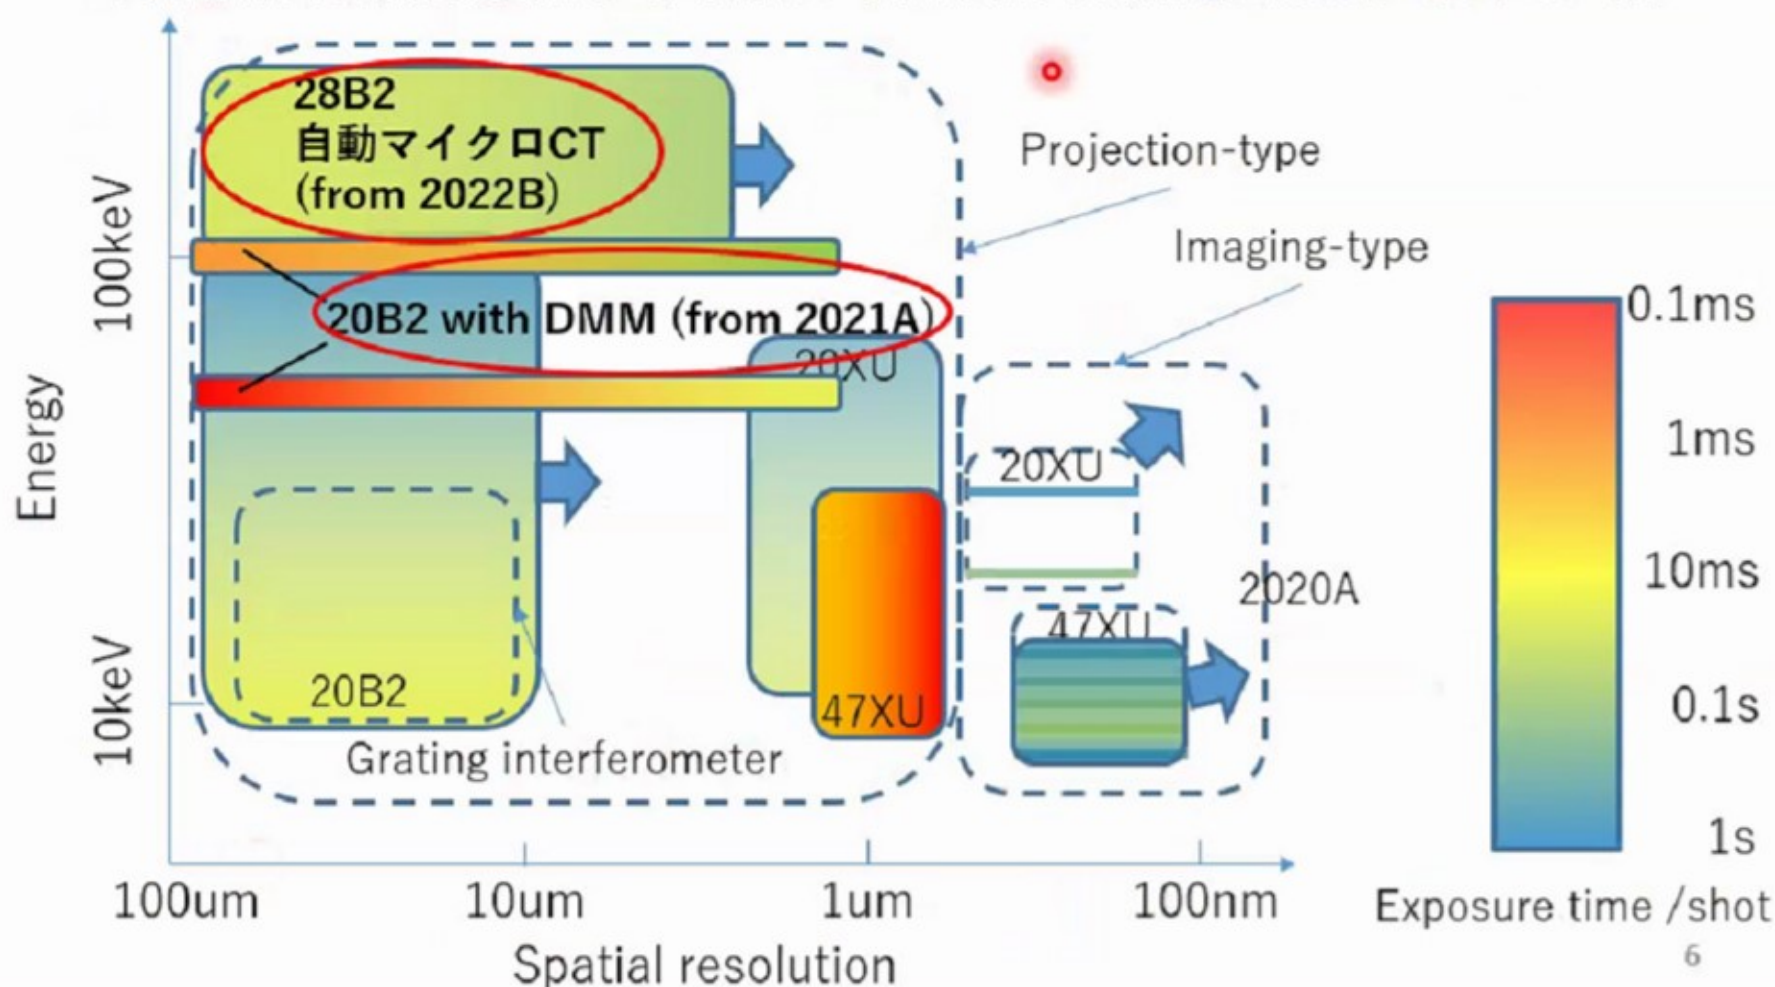 28B2
自動マイクロCT
(from 2022B)
Projection-type
Imaging-type
100keV
20B2 with DMM (from 2021A)
20XU
0.1ms
1ms
Energy
20XU
10ms
2020A
47XU
10keV
20B2
47XU
0.1s
Grating interferometer
1s
100um
10um
1um
100nm
Exposure time /shot
Spatial resolution
6